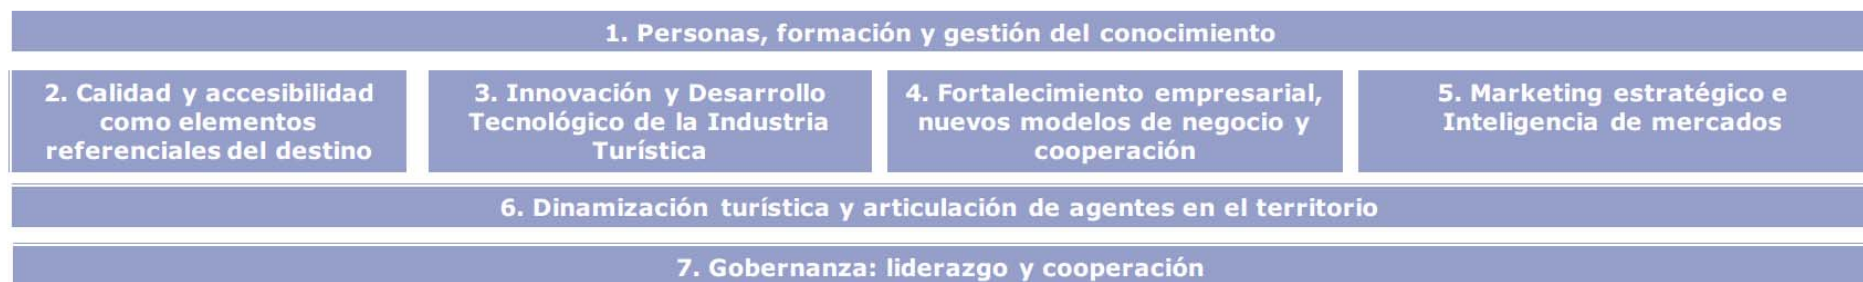 1. Personas, formación y gestión del conocimiento
2. Calidad y accesibilidad
como elementos
referenciales del destino
3. Innovación y Desarrollo
Tecnológico de la Industria
Turística
4. Fortalecimiento empresarial,
nuevos modelos de negocio y
cooperación
5. Marketing estratégico e
Inteligencia de mercados
6. Dinamización turística y articulación de agentes en el territorio
7. Gobernanza: liderazgo y cooperación